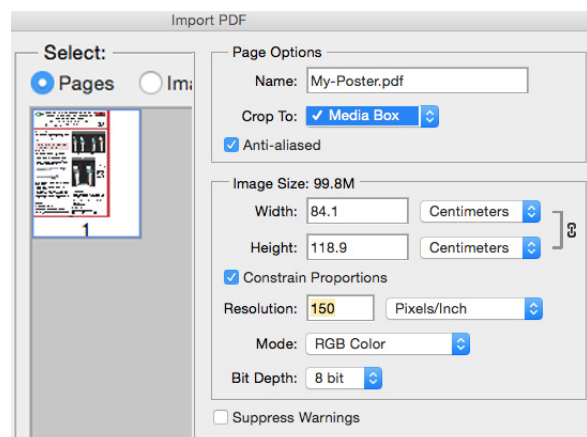 Import PDF
Select:
Pages Im
1
Page Options
Name: My-Poster.pdf
Crop To: ✓ Media Box
Anti-aliased
Image Size: 99.8M
Width: 84.1 Centimeters
Height: 118.9 Centimeters
Constrain Proportions
Resolution: 150 Pixels/Inch
Mode: RGB Color
Bit Depth: 8 bit
Suppress Warnings